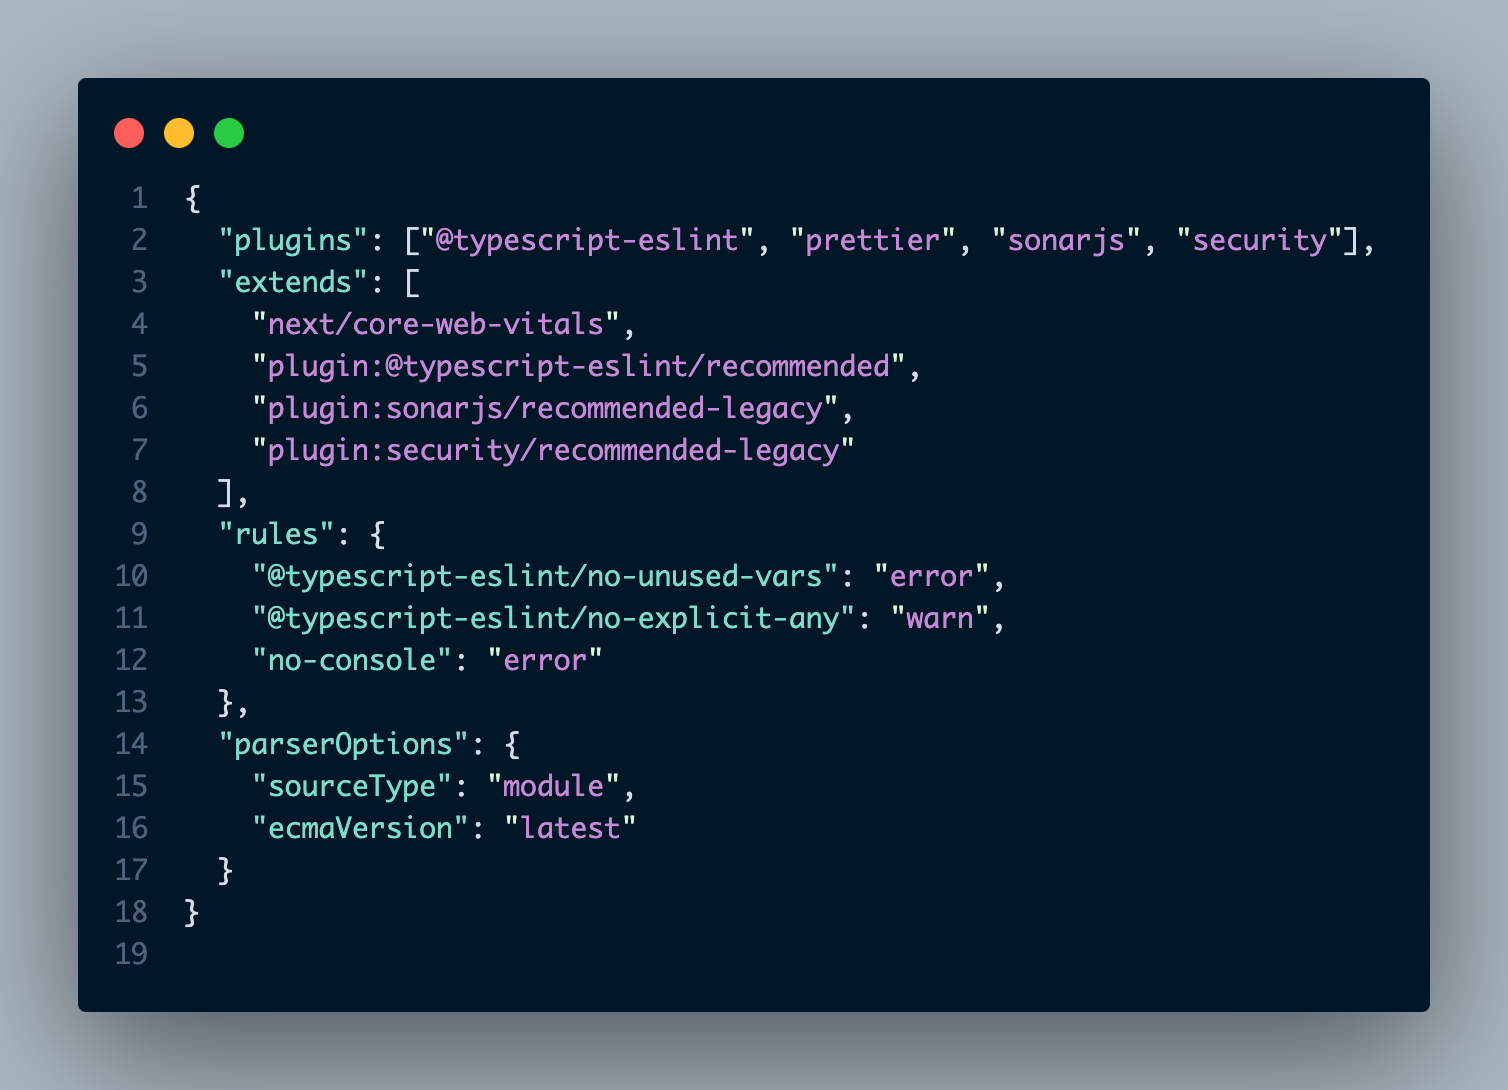 1 {
2   "plugins": ["@typescript-eslint", "prettier", "sonarjs", "security"],
3   "extends": [
4     "next/core-web-vitals",
5     "plugin:@typescript-eslint/recommended",
6     "plugin:sonarjs/recommended-legacy",
7     "plugin:security/recommended-legacy"
8   ],
9   "rules": {
10     "@typescript-eslint/no-unused-vars": "error",
11     "@typescript-eslint/no-explicit-any": "warn",
12     "no-console": "error"
13   },
14   "parserOptions": {
15     "sourceType": "module",
16     "ecmaVersion": "latest"
17   }
18 }
19